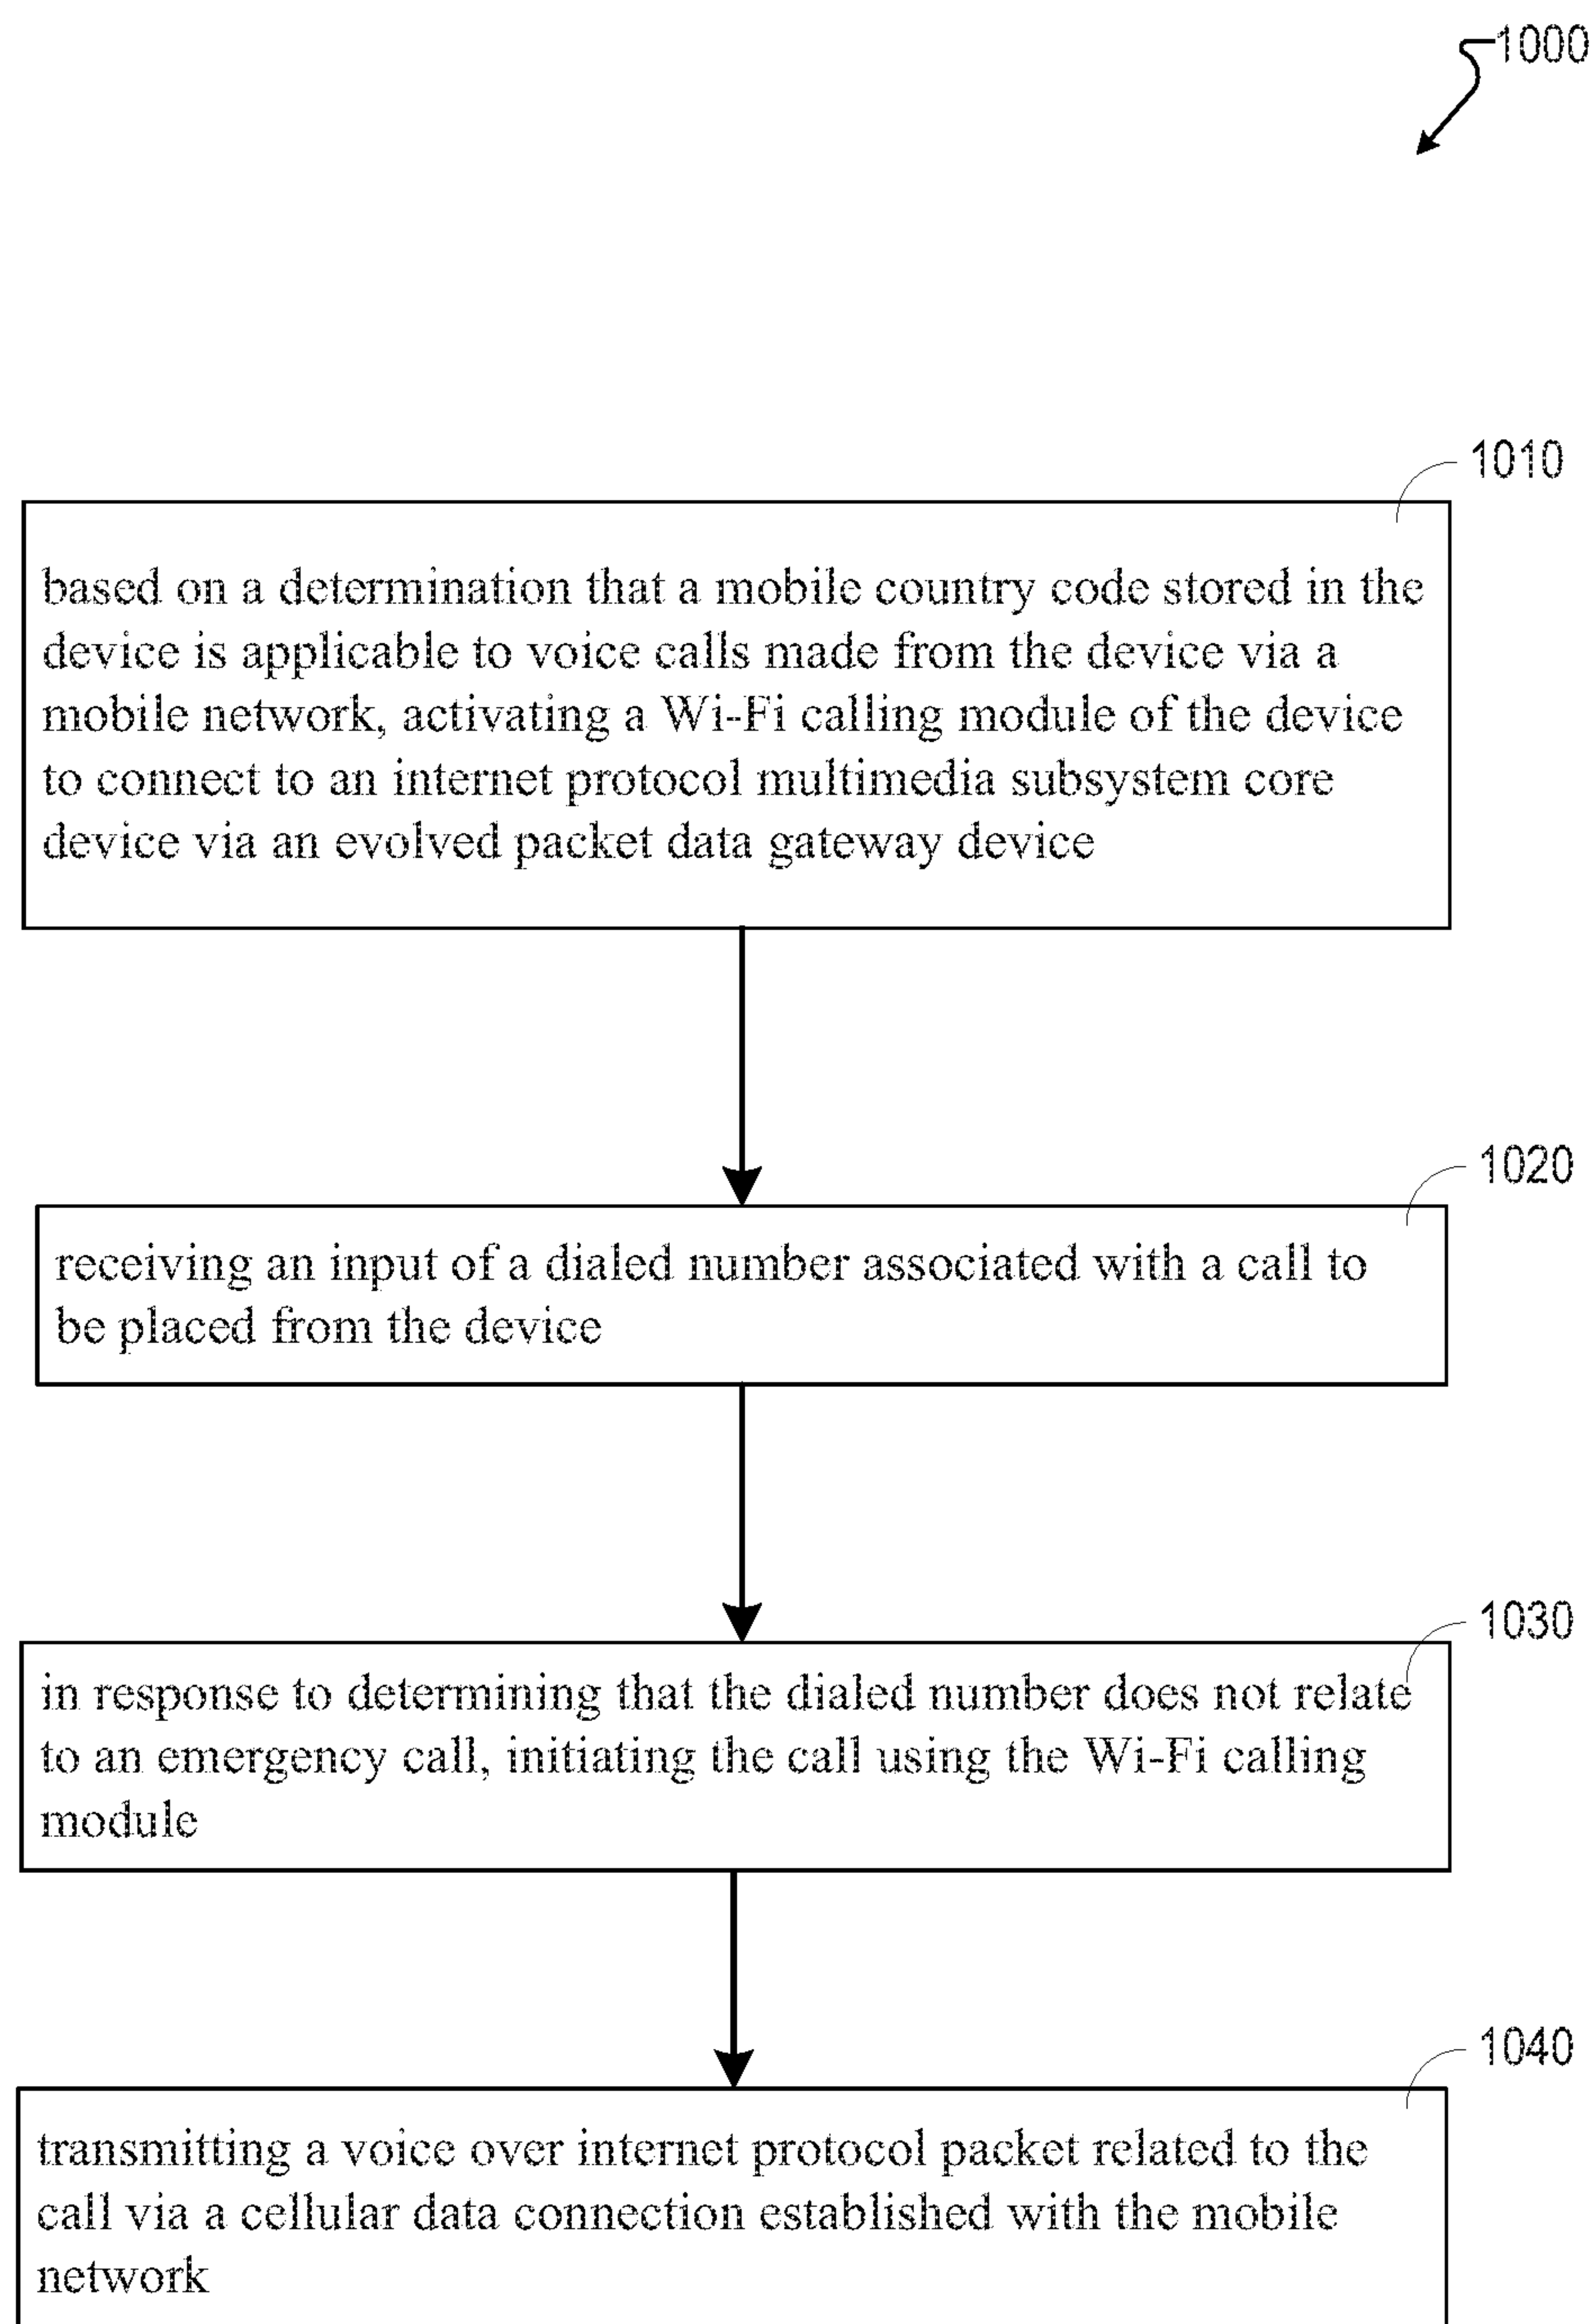 1000
1010
based on a determination that a mobile country code stored in the
device is applicable to voice calls made from the device via a
mobile network, activating a Wi-Fi calling module of the device
to connect to an internet protocol multimedia subsystem core
device via an evolved packet data gateway device
1020
receiving an input of a dialed number associated with a call to
be placed from the device
1030
in response to determining that the dialed number does not relate
to an emergency call, initiating the call using the Wi-Fi calling
module
1040
transmitting a voice over internet protocol packet related to the
call via a cellular data connection established with the mobile
network